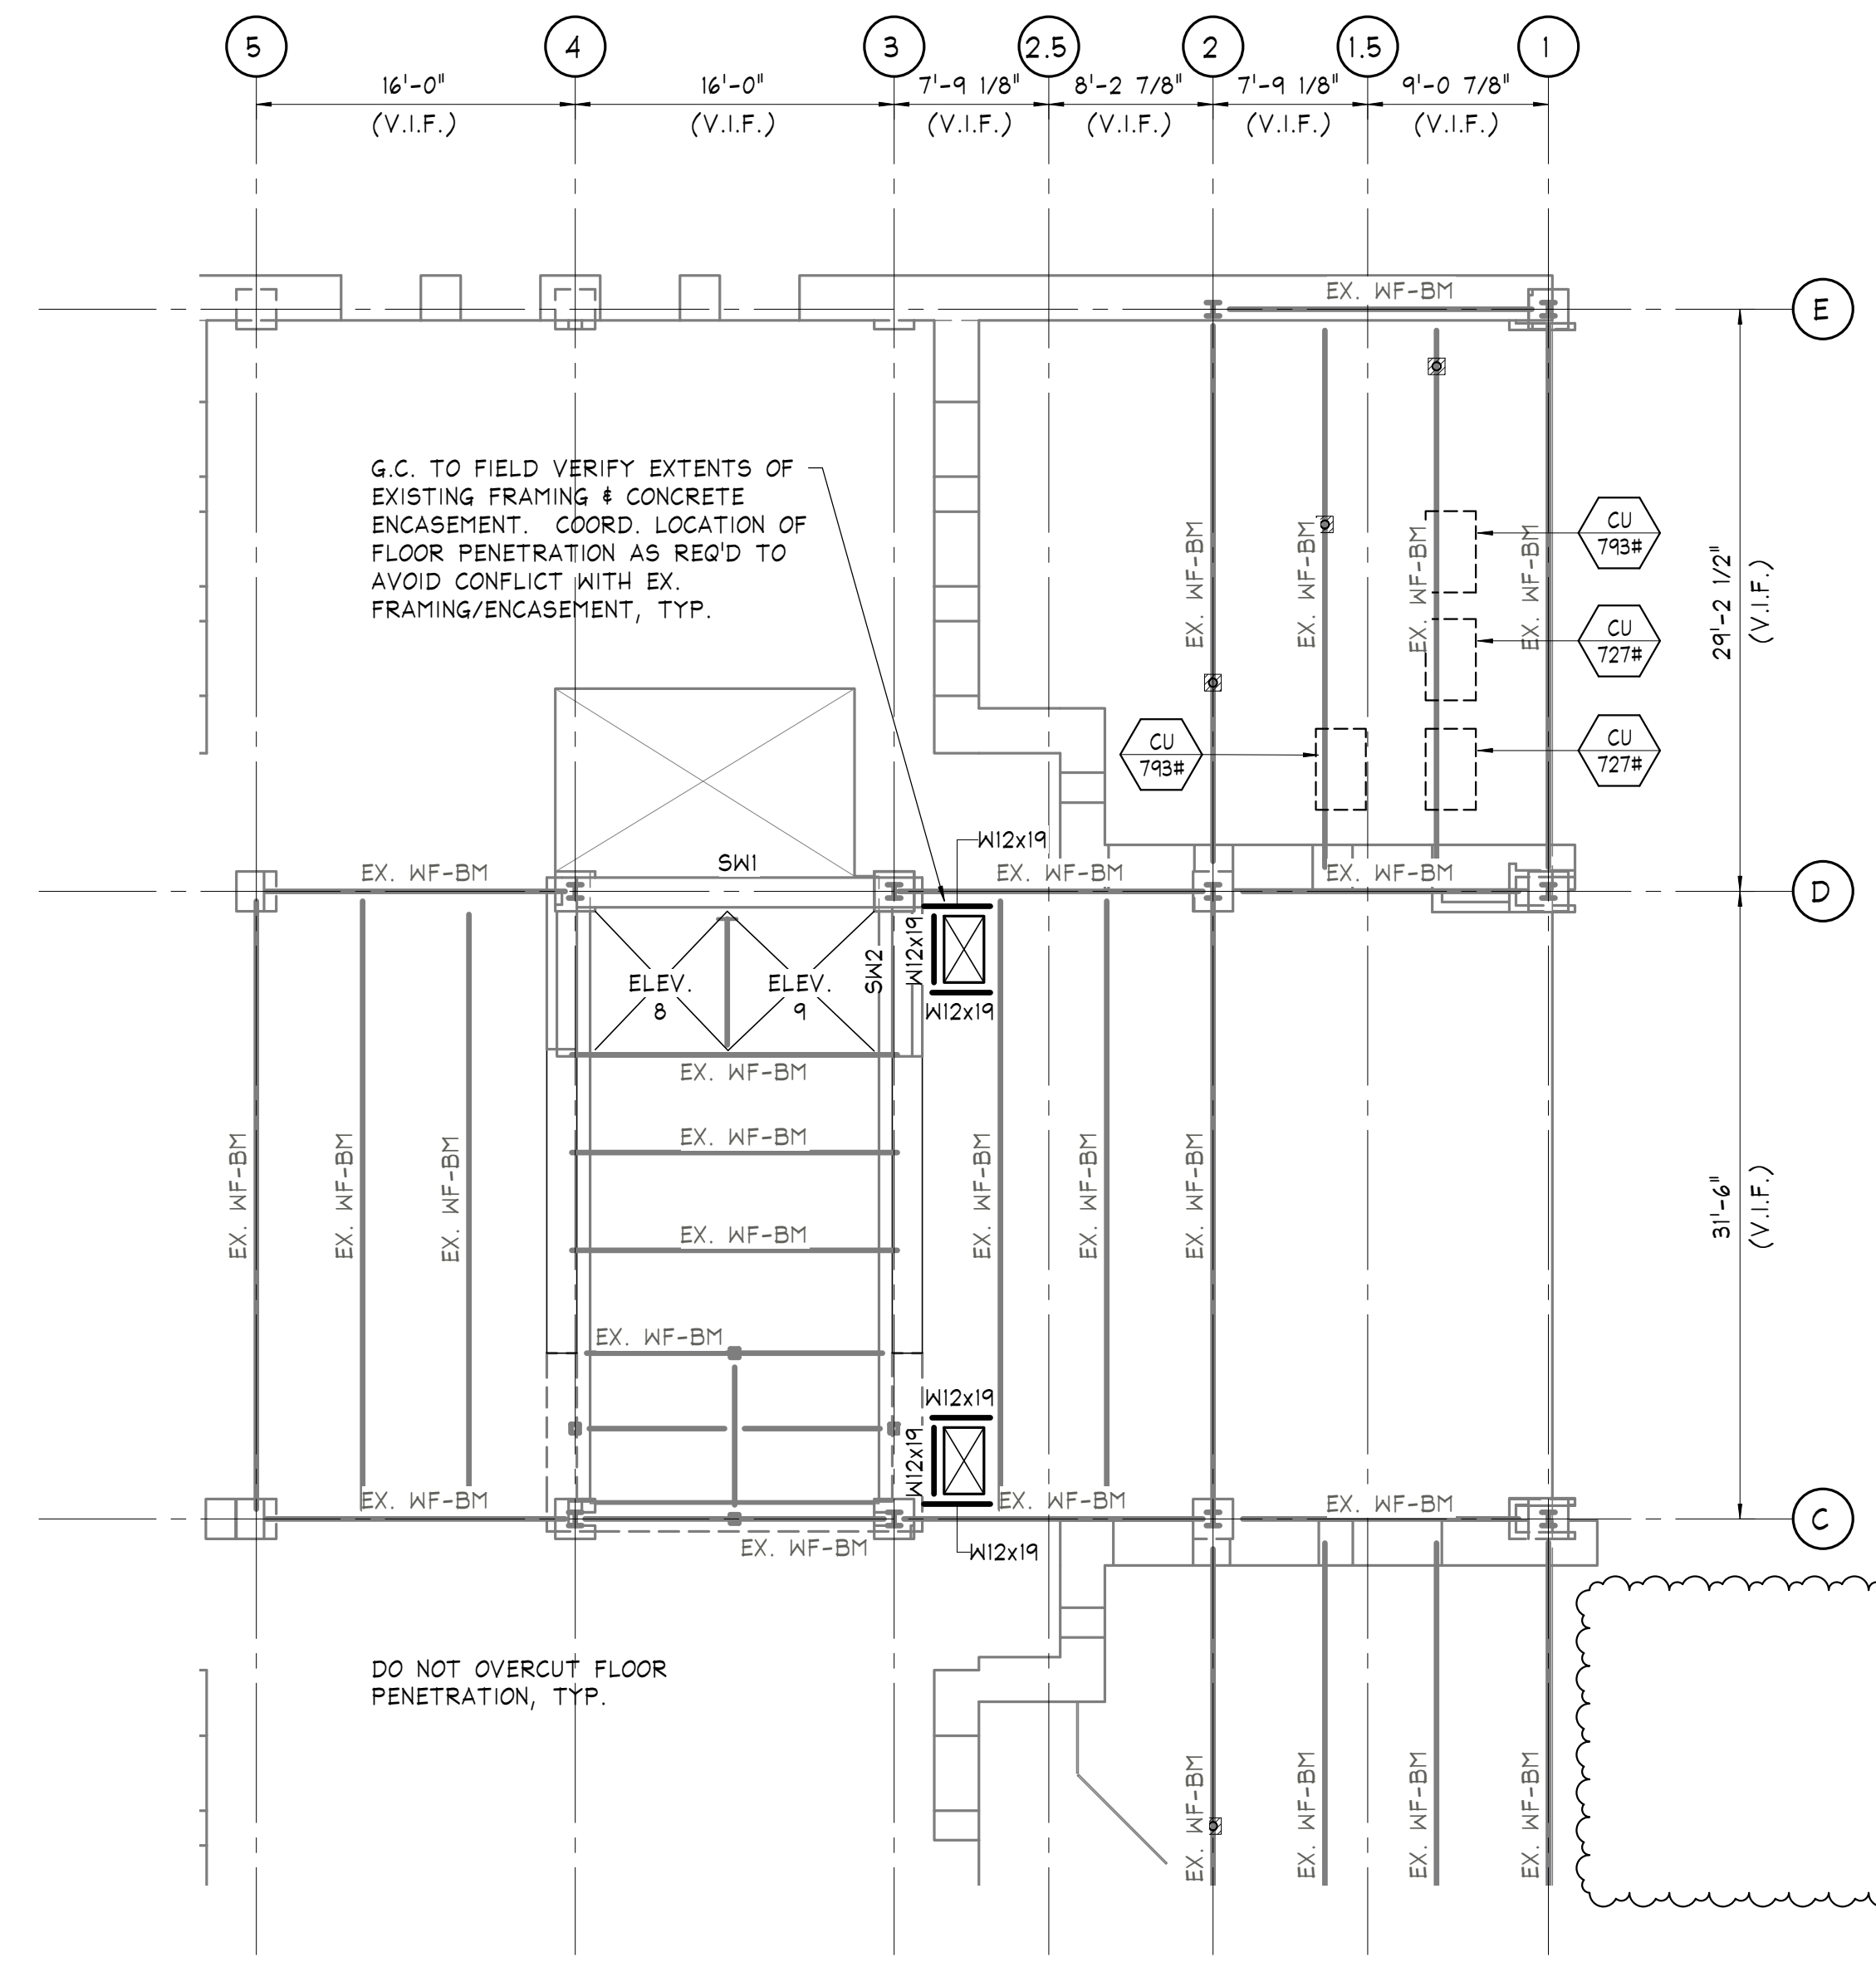 5
4
3
2.5
2
1.5
1
16'-0"
(V.I.F.)
16'-0"
(V.I.F.)
7'-9 1/8"
(V.I.F.)
8'-2 7/8"
(V.I.F.)
7'-9 1/8"
(V.I.F.)
9'-0 7/8"
(V.I.F.)
EX. WF-BM
E
G.C. TO FIELD VERIFY EXTENTS OF
EXISTING FRAMING & CONCRETE
ENCASEMENT. COORD. LOCATION OF
FLOOR PENETRATION AS REQ'D TO
AVOID CONFLICT WITH EX.
FRAMING/ENCASEMENT, TYP.
EX. WF-BM
EX. WF-BM
EX. WF-BM
EX. WF-BM
CU
793#
CU
727#
CU
727#
CU
793#
29'-2 1/2"
(V.I.F.)
W12x19
EX. WF-BM
SW1
EX. WF-BM
EX. WF-BM
D
W12x19
SW2
ELEV.
8
ELEV.
9
W12x19
EX. WF-BM
EX. WF-BM
EX. WF-BM
EX. WF-BM
EX. WF-BM
EX. WF-BM
EX. WF-BM
EX. WF-BM
EX. WF-BM
EX. WF-BM
31'-6"
(V.I.F.)
W12x19
W12x19
EX. WF-BM
EX. WF-BM
EX. WF-BM
C
EX. WF-BM
W12x19
DO NOT OVERCUT FLOOR
PENETRATION, TYP.
EX. WF-BM
EX. WF-BM
EX. WF-BM
EX. WF-BM